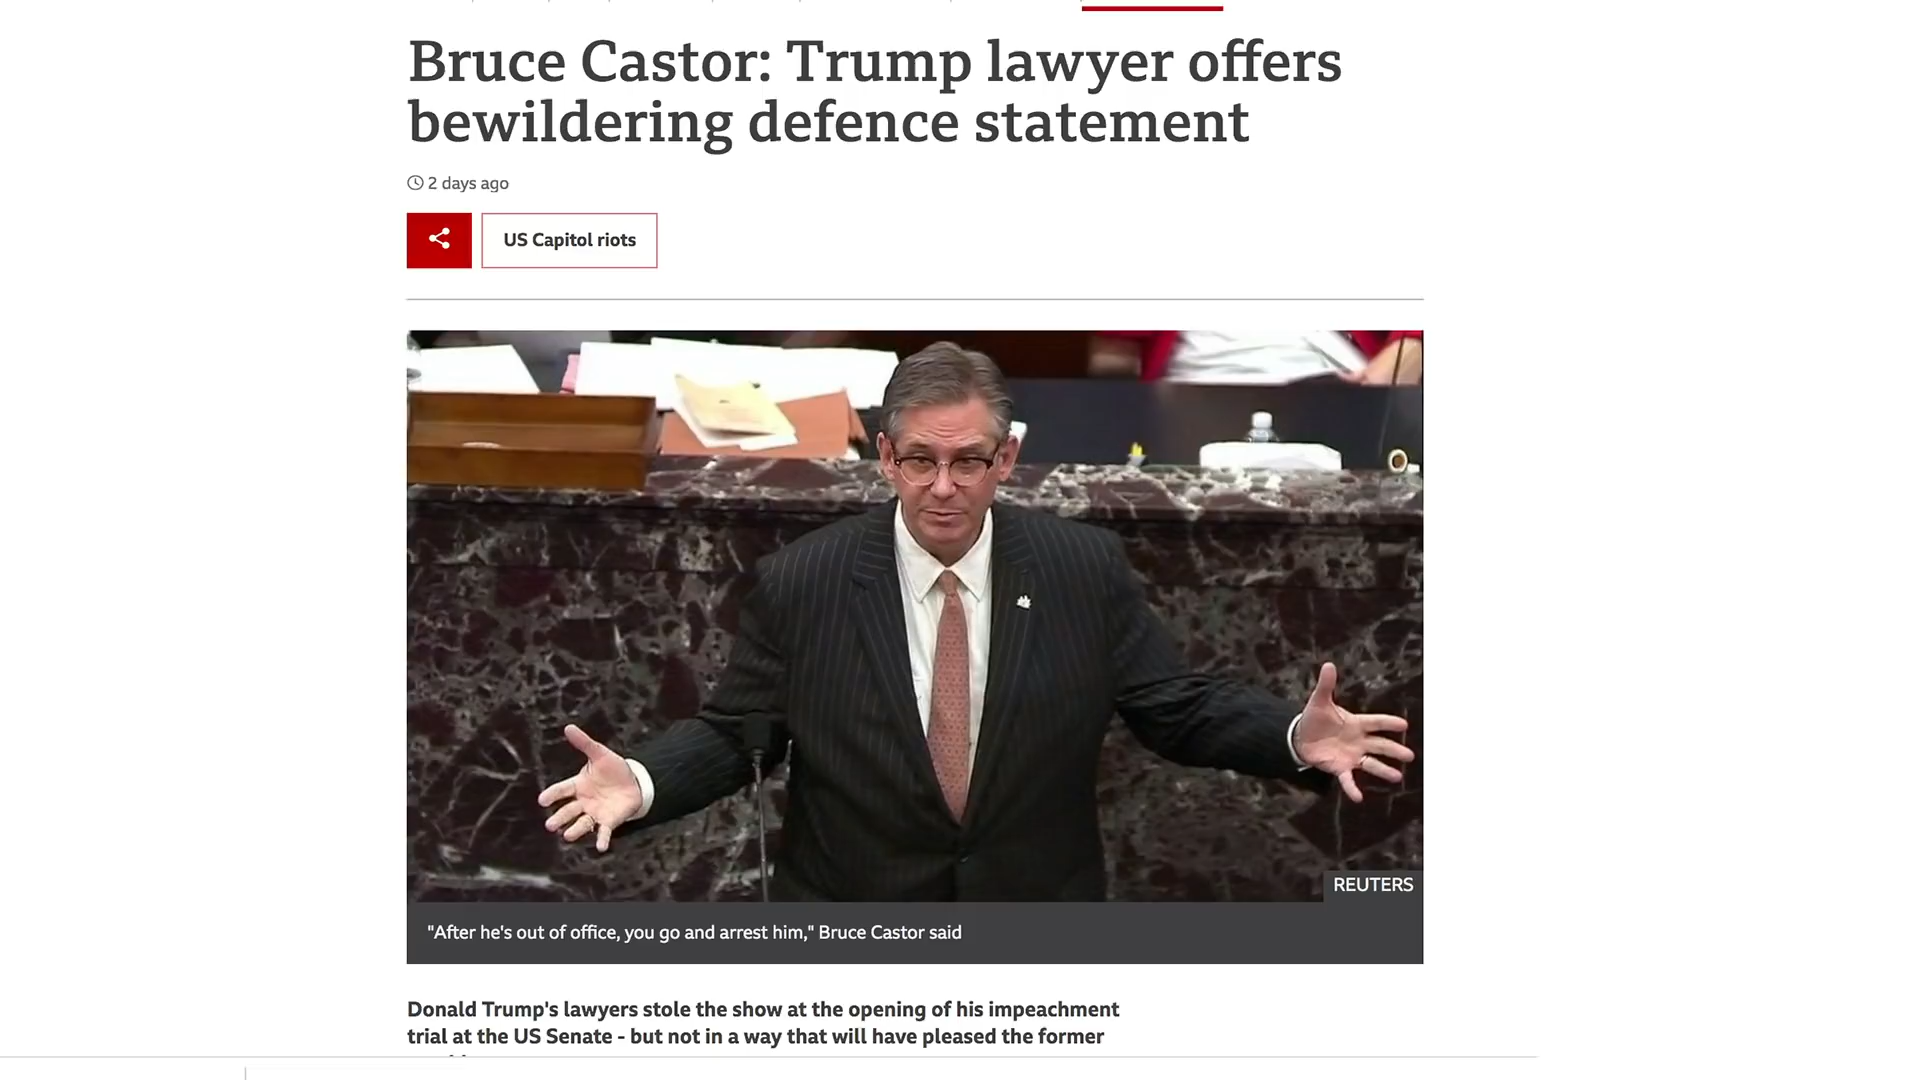 Bruce Castor: Trump lawyer offers
bewildering defence statement
2 days ago
US Capitol riots
REUTERS
"After he's out of office, you go and arrest him," Bruce Castor said
Donald Trump's lawyers stole the show at the opening of his impeachment
trial at the US Senate - but not in a way that will have pleased the former